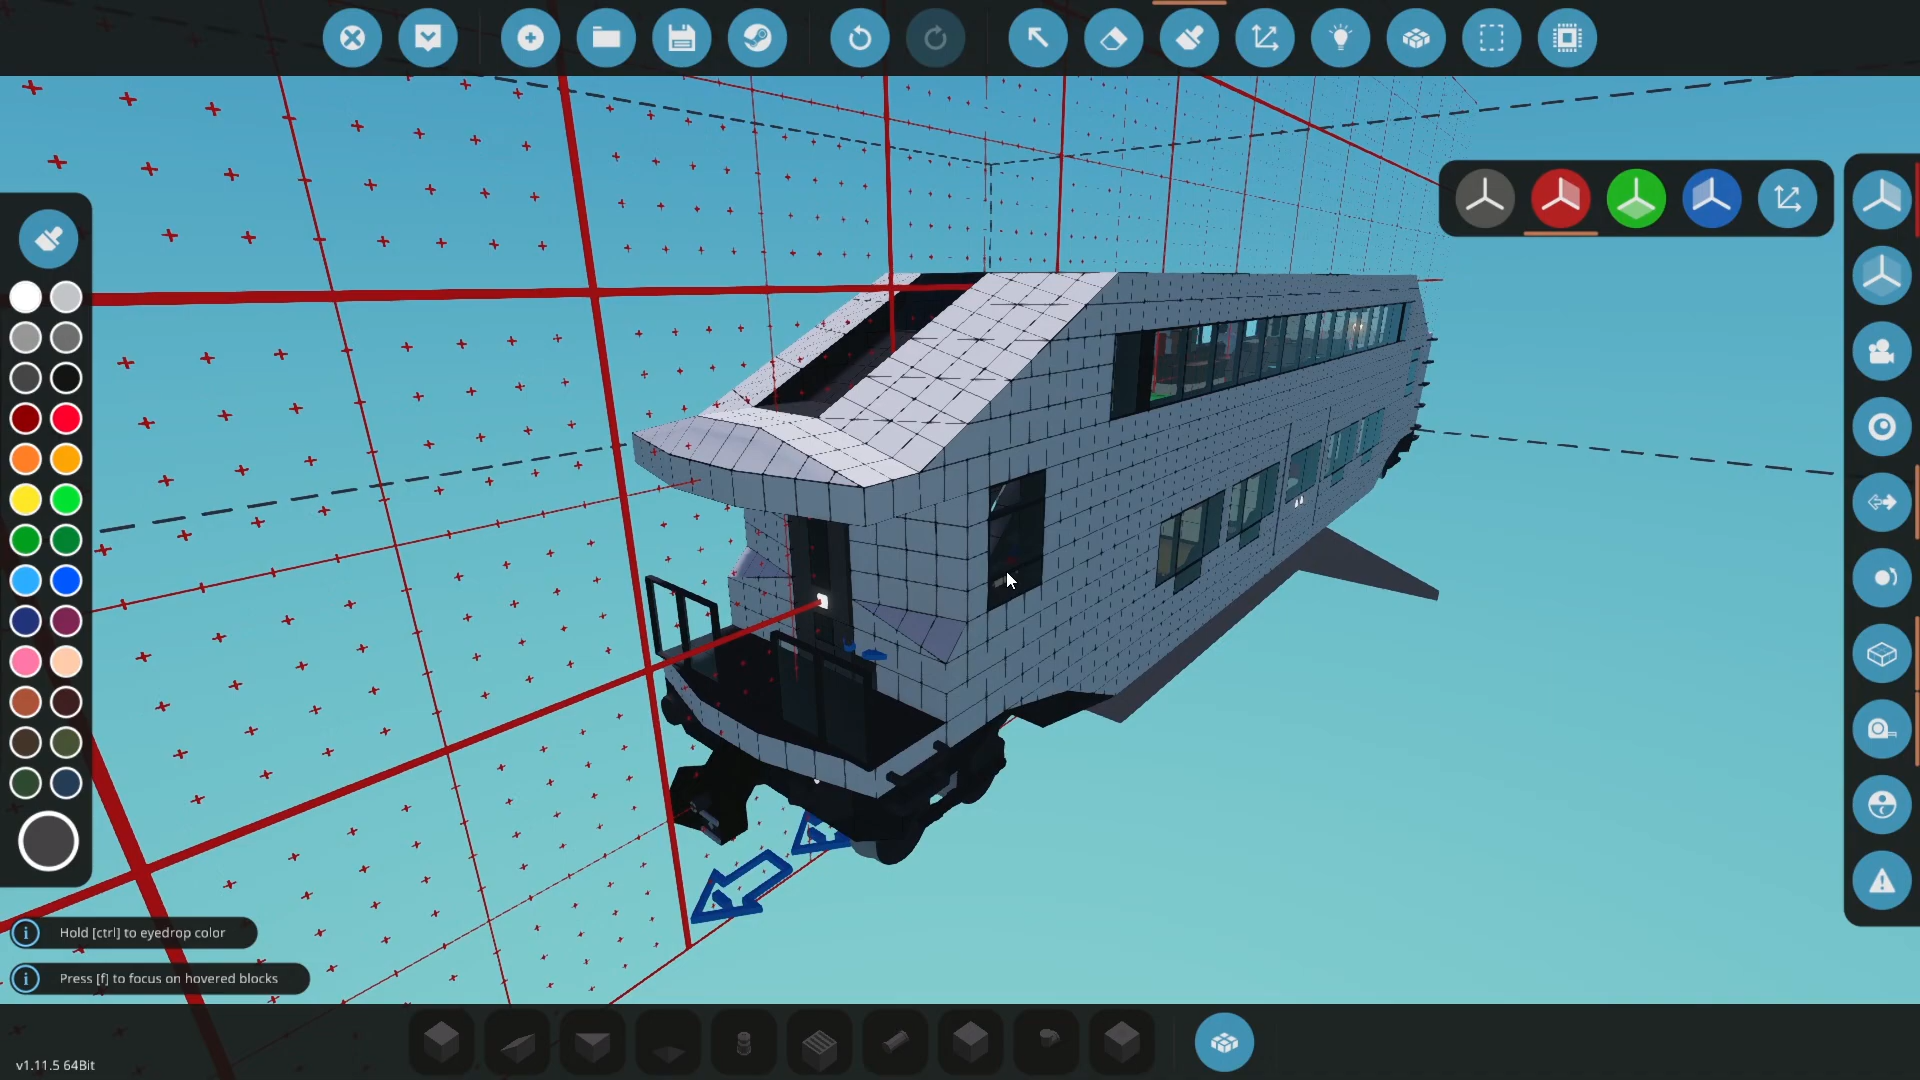 Hold [ctrl] to eyedrop color
Press [f] to focus on hovered blocks
v1.11.5 64Bit